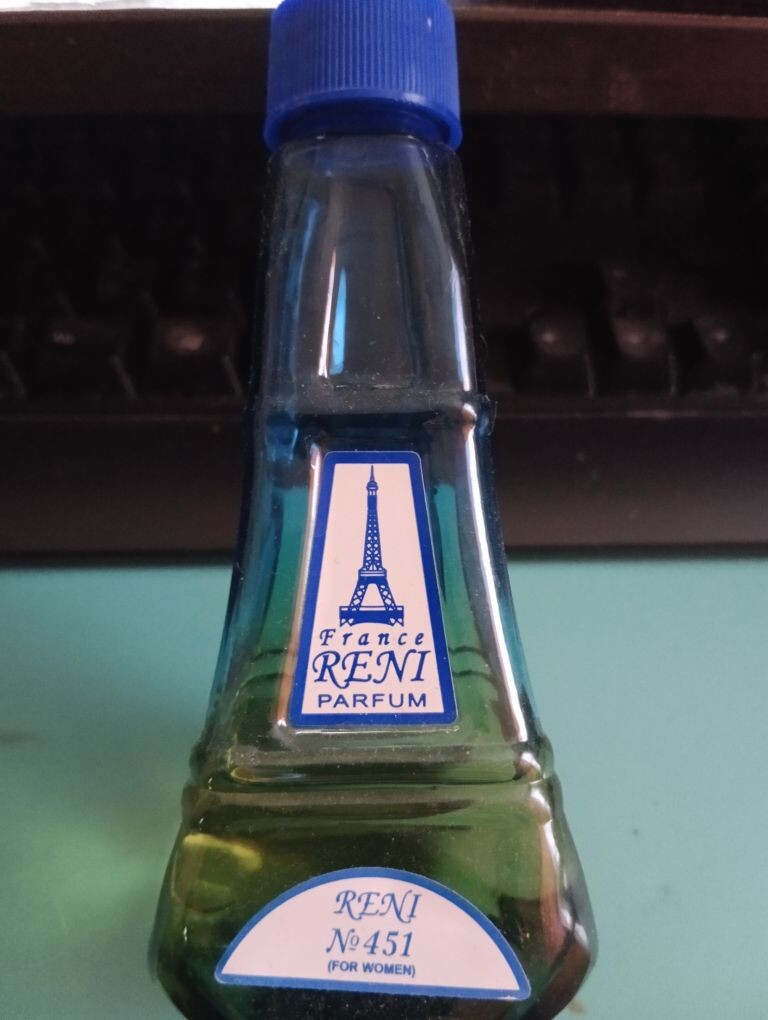 France
RENI
PARFUM
RENI
№451
(FOR WOMEN)